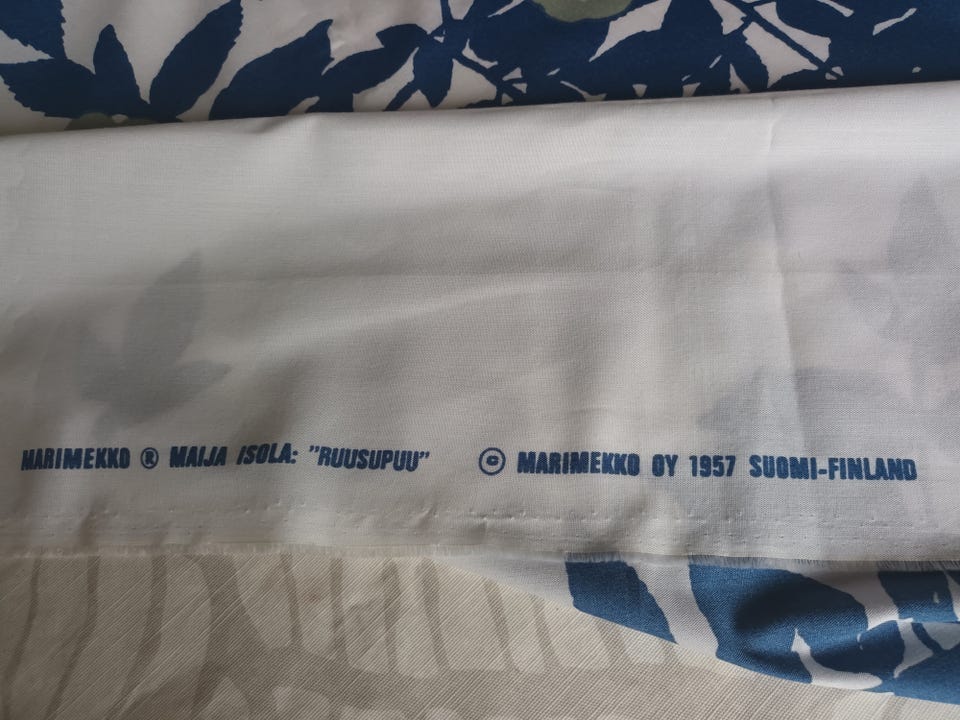 MARIMEKKO ® MAIJA ISOLA: "RUUSUPUU" © MARIMEKKO OY 1957 SUOMI-FINLAND